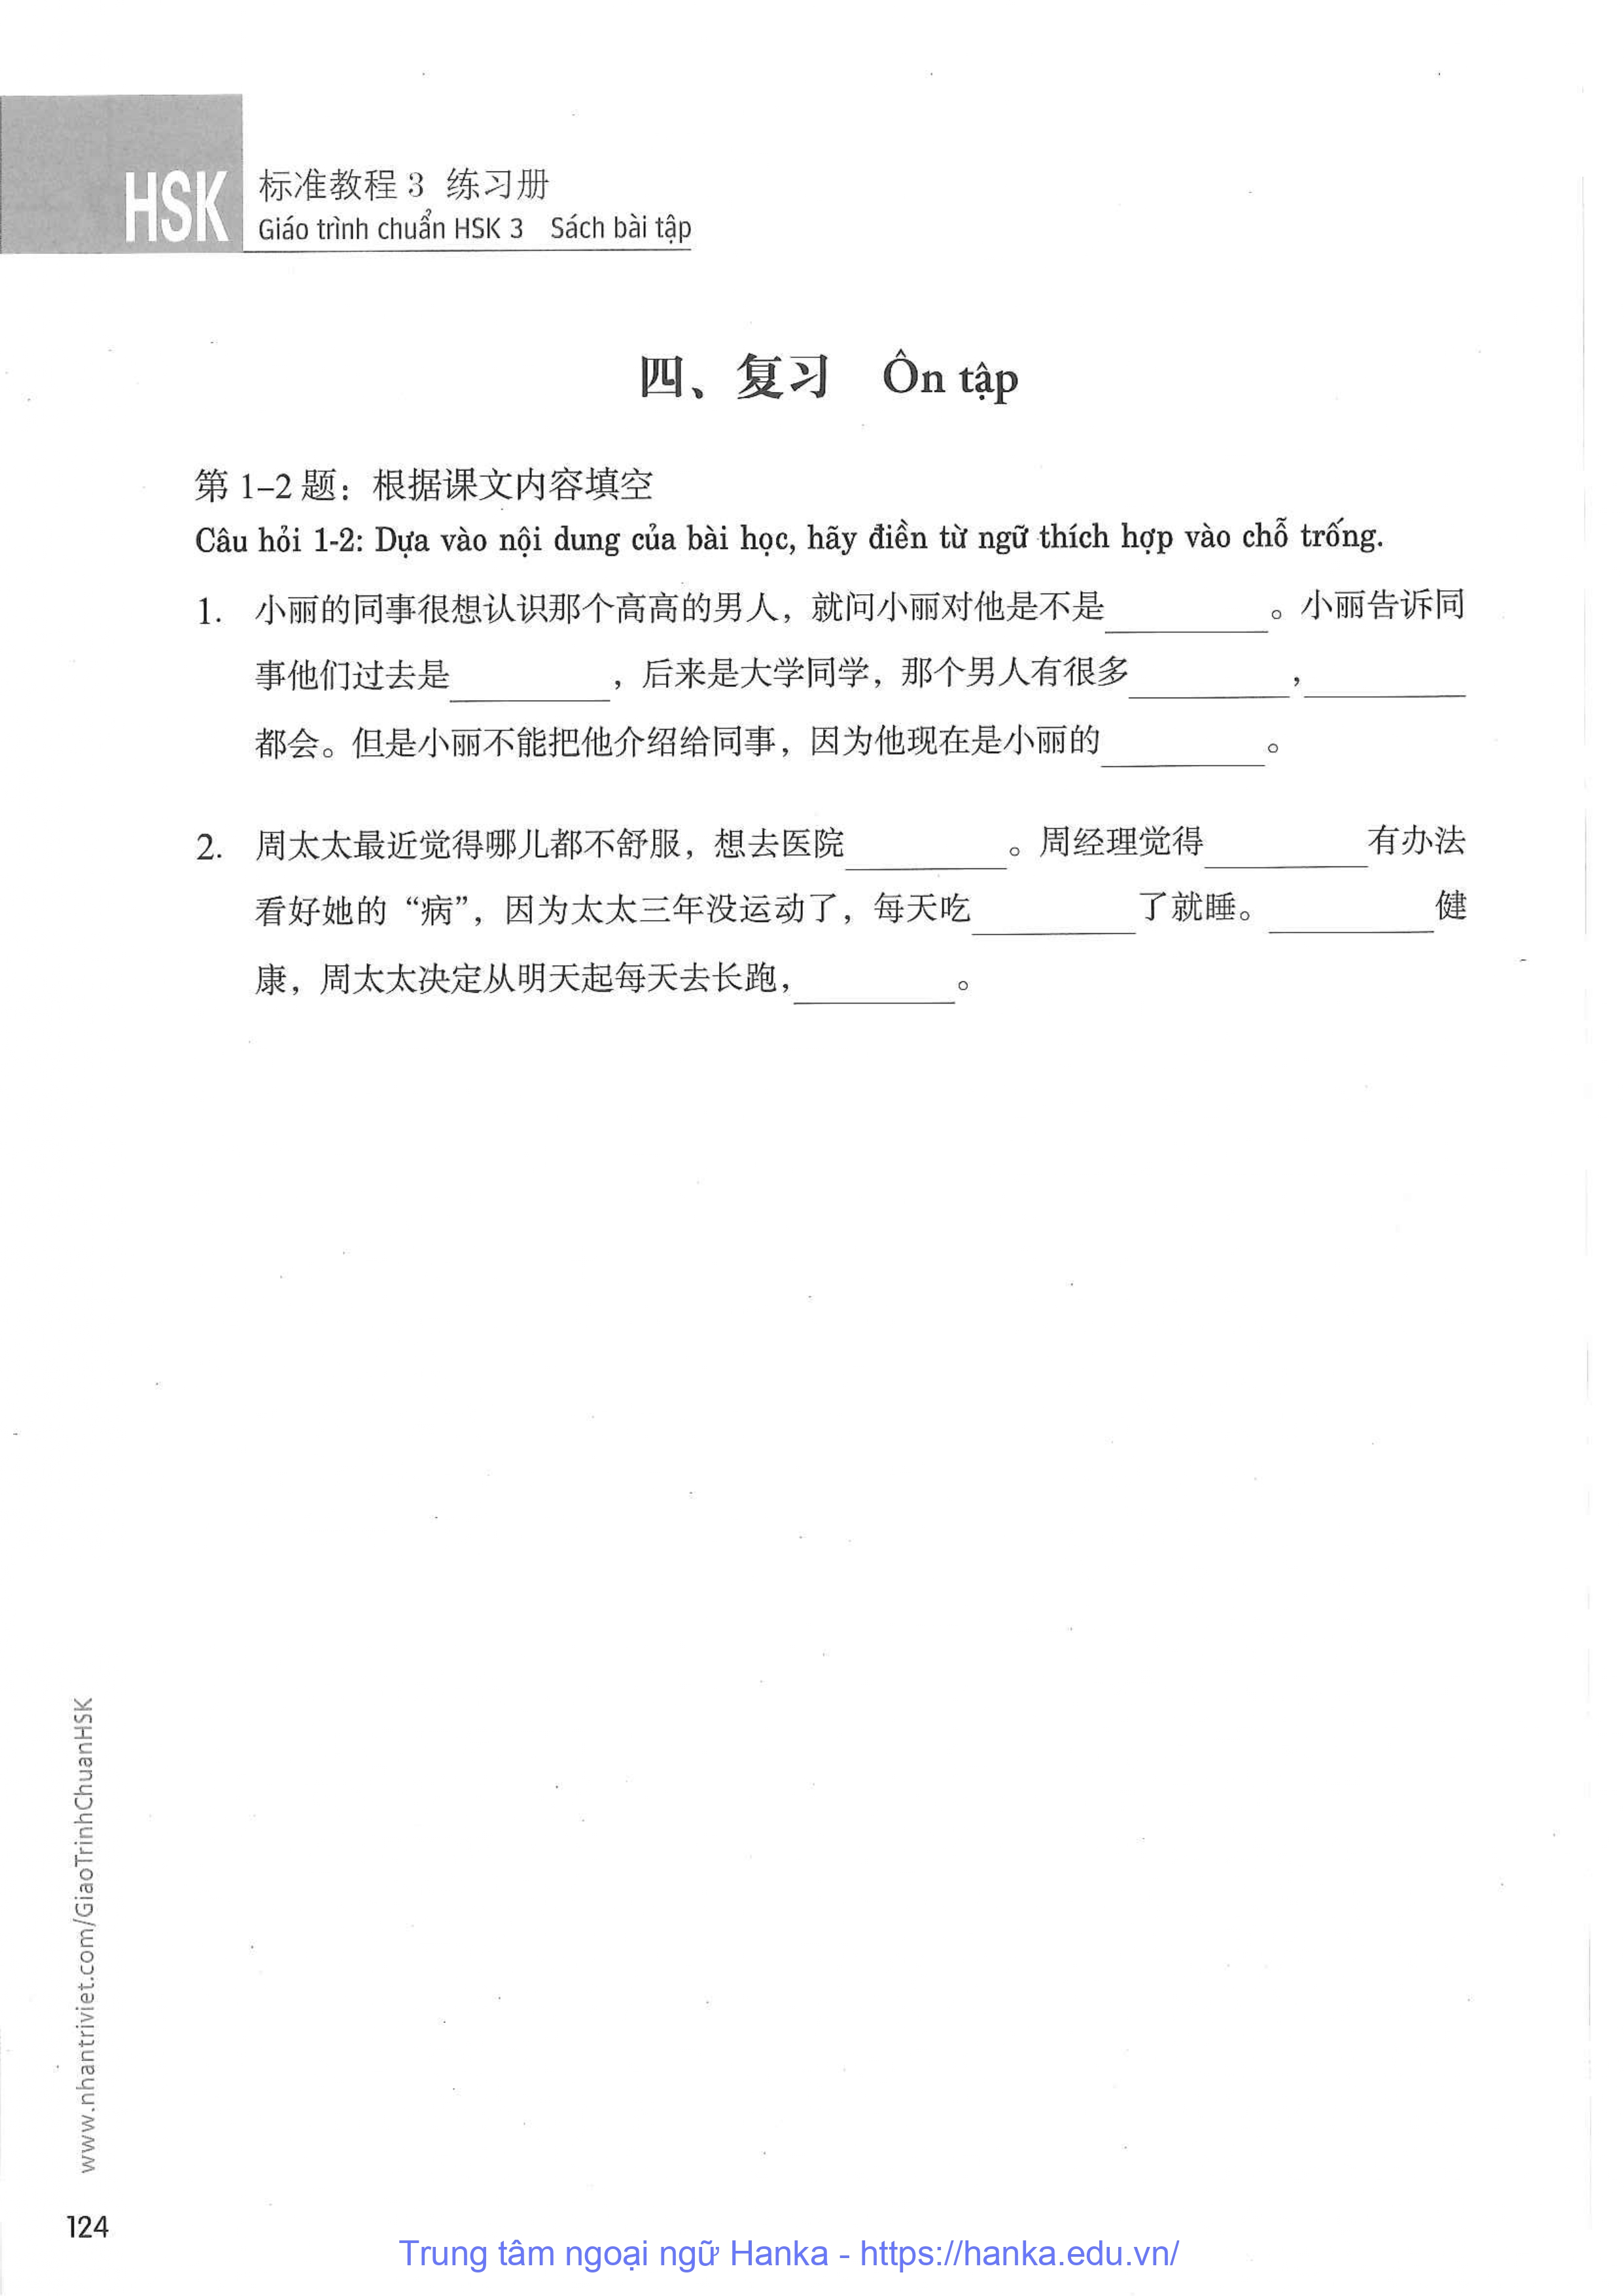 HSK 标准教程 3 练习册
Giáo trình chuẩn HSK 3 Sách bài tập
四、复习 Ôn tập
第 1–2 题：根据课文内容填空
Câu hỏi 1-2: Dựa vào nội dung của bài học, hãy điền từ ngữ thích hợp vào chỗ trống.
1. 小丽的同事很想认识那个高高的男人，就问小丽对他是不是__________。小丽告诉同
事他们过去是__________，后来是大学同学，那个男人有很多__________，__________
都会。但是小丽不能把他介绍给同事，因为他现在是小丽的__________。
2. 周太太最近觉得哪儿都不舒服，想去医院__________。周经理觉得__________有办法
看好她的“病”，因为太太三年没运动了，每天吃__________了就睡。__________健
康，周太太决定从明天起每天去长跑，__________。
www.nhantriviet.com/GiaoTrinhChuanHSK
124
Trung tâm ngoại ngữ Hanka - https://hanka.edu.vn/